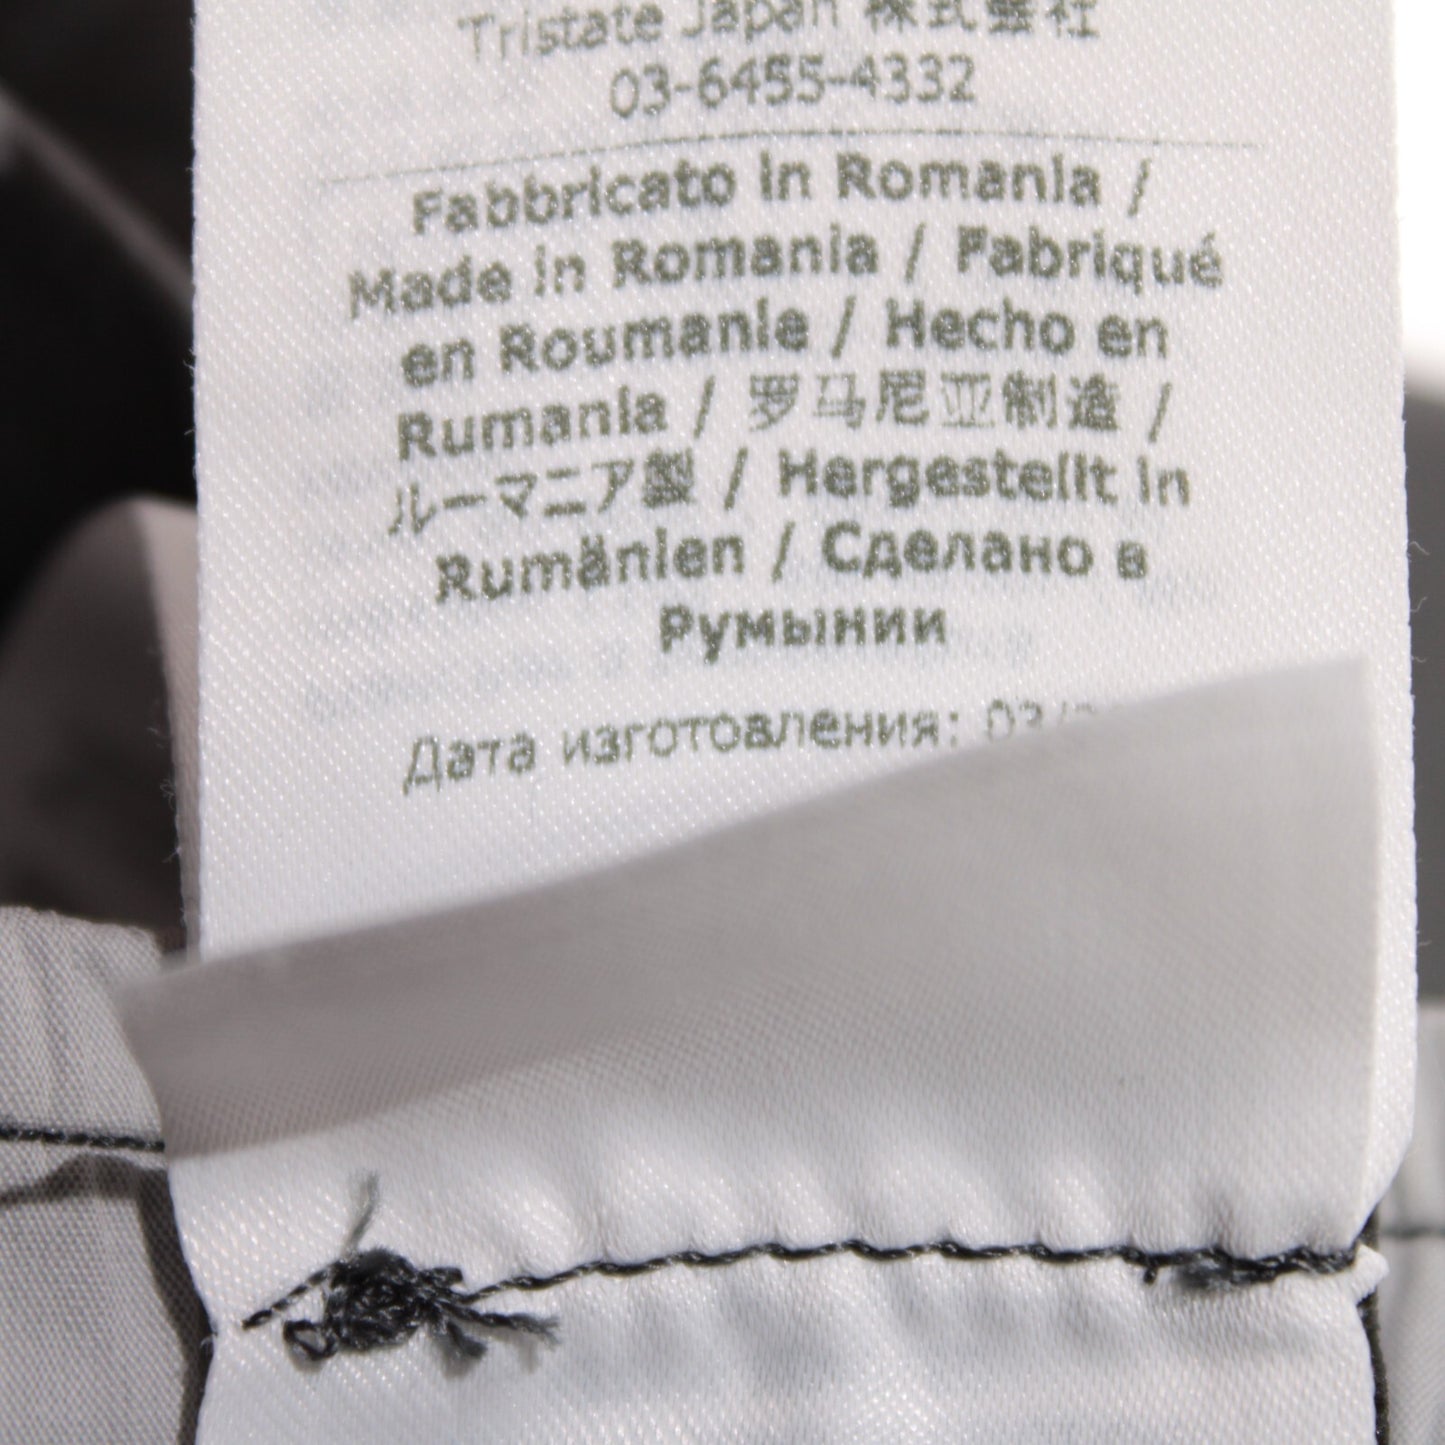 Tristate Japan 株式会社
03-6455-4332
Fabbricato in Romania /
Made in Romania / Fabriqué
en Roumanie / Hecho en
Rumania / 罗马尼亚制造 /
ルーマニア製 / Hergestellt in
Rumänien / Сделано в
Румынии
Дата изготовления: 03/